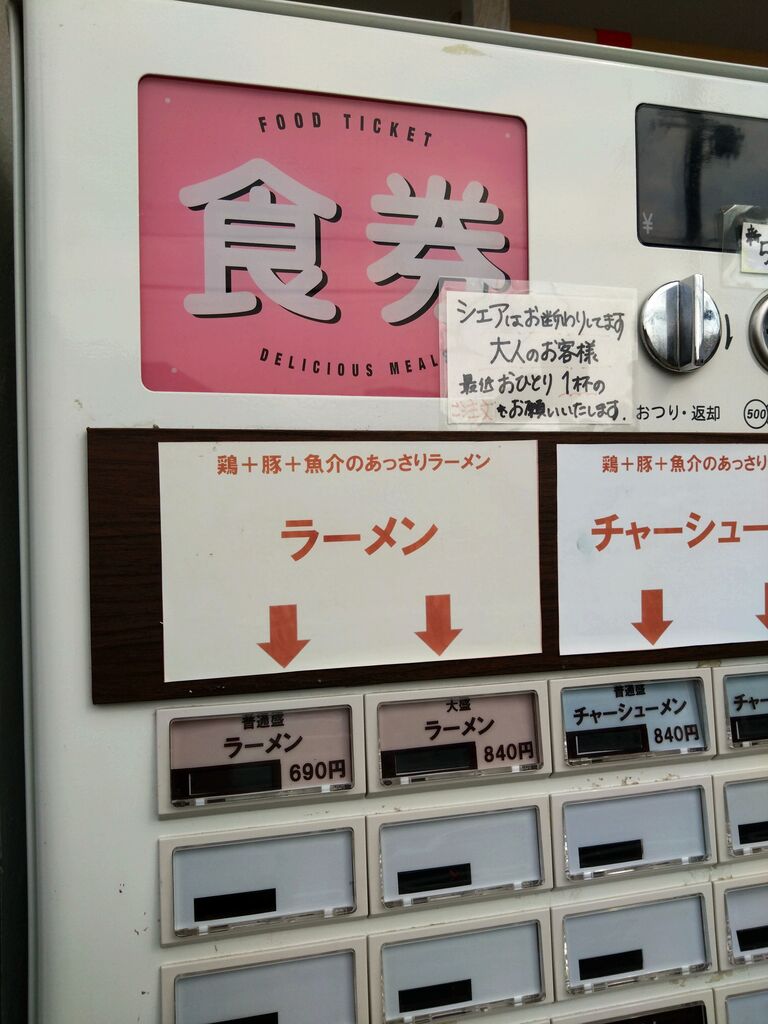 FOOD TICKET
食券
DELICIOUS MEAL
¥
シェアはお断わりしてます
大人のお客様
最低おひとり1杯の
ご注文をお願いいたします.
おつり・返却
500
鶏+豚+魚介のあっさりラーメン
ラーメン
鶏+豚+魚介のあっさり
チャーシュー
普通盛
ラーメン
690円
大盛
ラーメン
840円
普通盛
チャーシューメン
840円
チャー